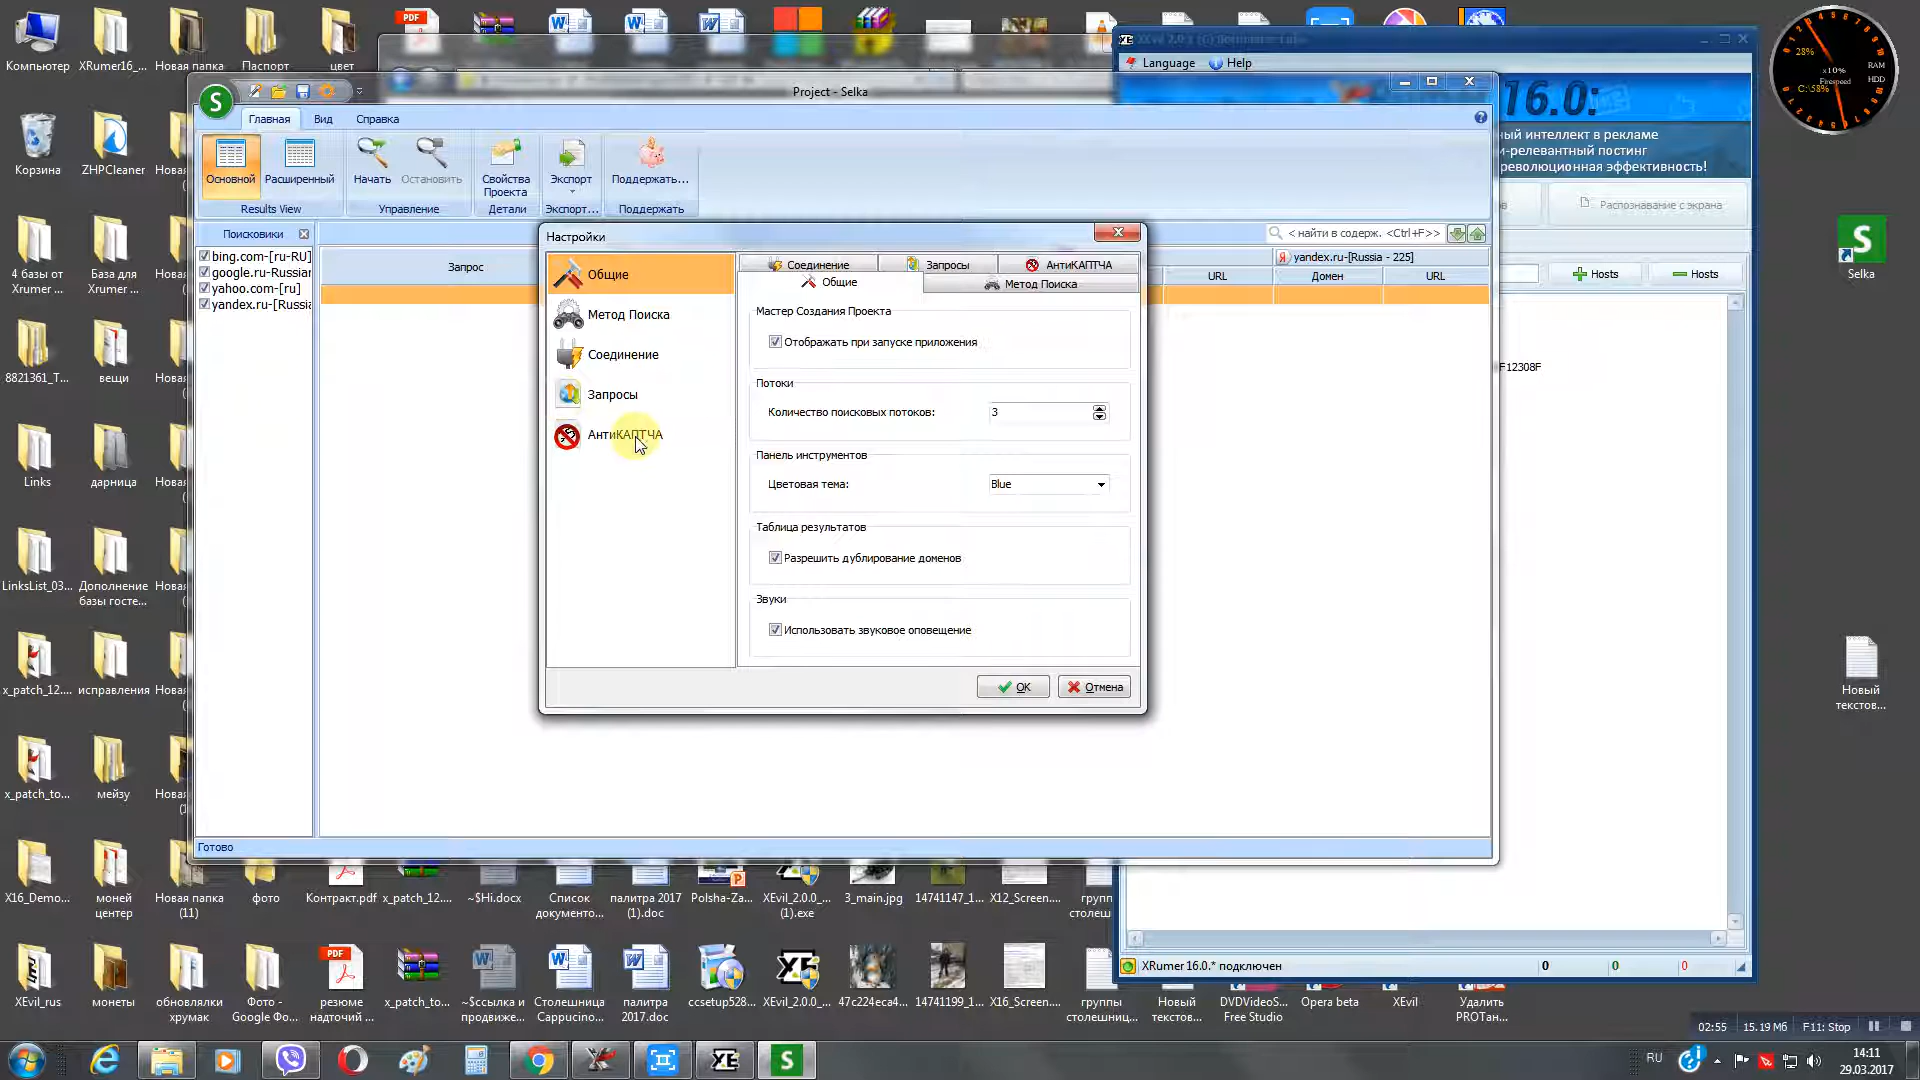 Компьютер
XRumer16_...
Новая папка
Паспорт
цвет
Корзина
ZHPCleaner
4 базы от
Xrumer ...
База для
Xrumer ...
8821361_T...
вещи
Links
дарница
LinksList_03...
Дополнение
базы госте...
x_patch_12....
исправления
x_patch_to...
мейзу
X16_Demo...
моней
центер
Новая папка
(11)
фото
Контракт.pdf
x_patch_12....
~$Hi.docx
Список
документо...
палитра 2017
(1).doc
Polsha-Za...
XEvil_2.0.0_...
(1).exe
3_main.jpg
14741147_1...
X12_Screen....
групп
столешн
XEvil_rus
монеты
обновлялки
хрумак
Фото -
Google Фо...
резюме
надточий ...
x_patch_to...
~$ссылка и
продвиже...
Столешница
Cappucino...
палитра
2017.doc
ccsetup528...
XEvil_2.0.0_...
47c224eca4...
14741199_1...
X16_Screen....
группы
столешниц...
Новый
текстов...
DVDVideoS...
Free Studio
Opera beta
XEvil
Удалить
PROТан...
Selka
Новый
текстов...
Project - Selka
Главная
Вид
Справка
Основной
Расширенный
Results View
Начать
Остановить
Управление
Свойства
Проекта
Детали
Экспорт
Экспорт...
Поддержать...
Поддержать
Поисковики
bing.com-[ru-RU]
google.ru-Russian
yahoo.com-[ru]
yandex.ru-[Russia
Запрос
< найти в содерж. <Ctrl+F>>
yandex.ru-[Russia - 225]
URL
Домен
URL
Готово
Настройки
Общие
Метод Поиска
Соединение
Запросы
АнтиКАПТЧА
Соединение
Запросы
АнтиКАПТЧА
Общие
Метод Поиска
Мастер Создания Проекта
Отображать при запуске приложения
Потоки
Количество поисковых потоков:
3
Панель инструментов
Цветовая тема:
Blue
Таблица результатов
Разрешить дублирование доменов
Звуки
Использовать звуковое оповещение
OK
Отмена
Language
Help
16.0:
ный интеллект в рекламе
и-релевантный постинг
революционная эффективность!
Распознавание с экрана
Hosts
Hosts
F12308F
XRumer 16.0.* подключен
0
0
0
28%
x10%
RAM
HDD
C:\58%
02:55
15.19 Мб
F11: Stop
RU
14:11
29.03.2017